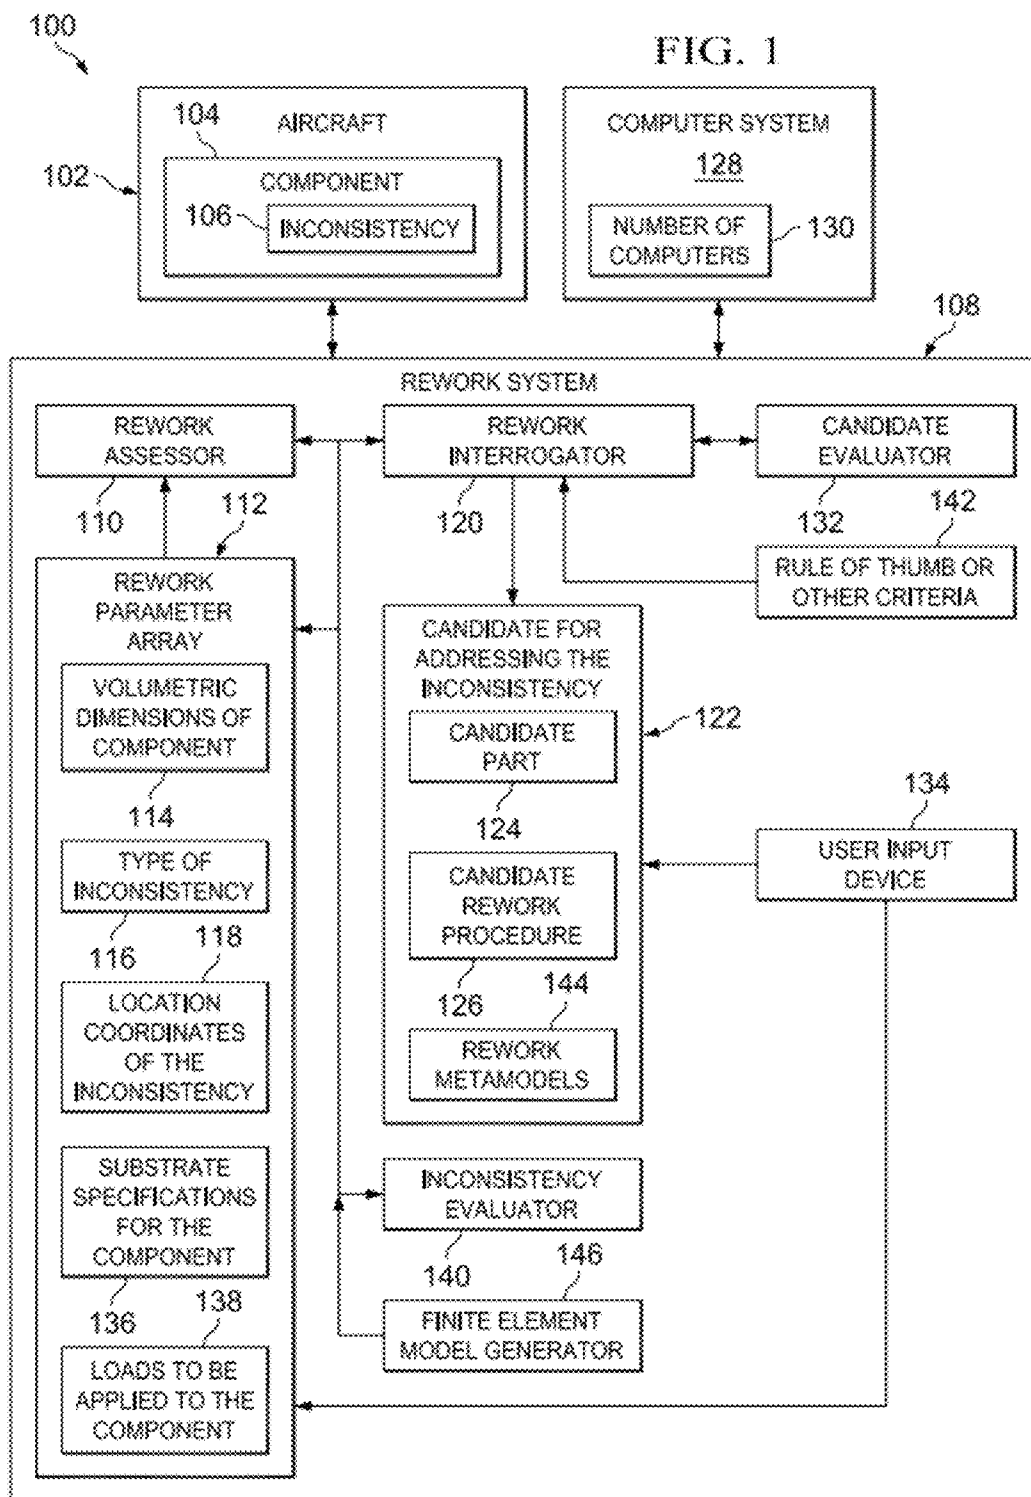 100
FIG. 1
104
AIRCRAFT
COMPUTER SYSTEM
102
COMPONENT
128
106
INCONSISTENCY
NUMBER OF
COMPUTERS
130
108
REWORK SYSTEM
REWORK
ASSESSOR
REWORK
INTERROGATOR
CANDIDATE
EVALUATOR
110
112
120
132
142
REWORK
PARAMETER
ARRAY
RULE OF THUMB OR
OTHER CRITERIA
CANDIDATE FOR
ADDRESSING THE
INCONSISTENCY
VOLUMETRIC
DIMENSIONS OF
COMPONENT
122
CANDIDATE
PART
114
124
134
TYPE OF
INCONSISTENCY
USER INPUT
DEVICE
CANDIDATE
REWORK
PROCEDURE
116
118
126
144
LOCATION
COORDINATES
OF THE
INCONSISTENCY
REWORK
METAMODELS
SUBSTRATE
SPECIFICATIONS
FOR THE
COMPONENT
INCONSISTENCY
EVALUATOR
140
146
136
138
FINITE ELEMENT
MODEL GENERATOR
LOADS TO BE
APPLIED TO THE
COMPONENT